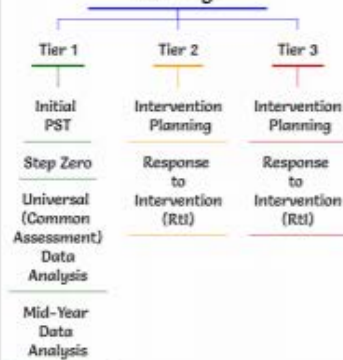 Tier 1
Initial
PST
Step Zero
Universal
(Common
Assessment)
Data
Analysis
Mid-Year
Data
Analysis
Tier 2
Intervention
Planning
Response
to
Intervention
(RtI)
Tier 3
Intervention
Planning
Response
to
Intervention
(RtI)